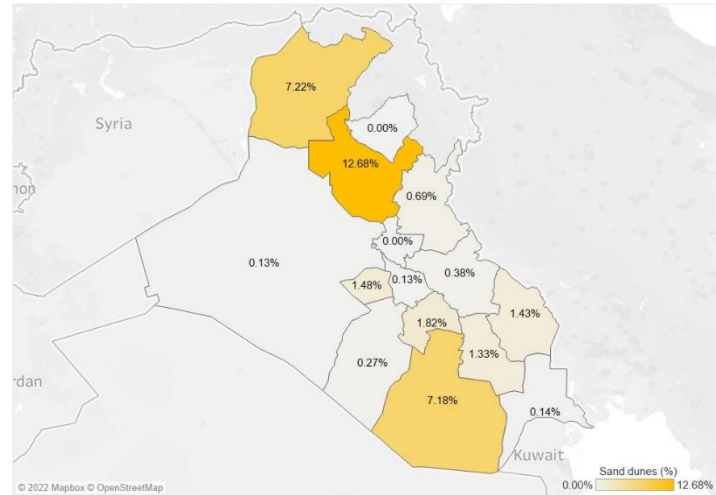 7.22%
Syria
0.00%
12.68%
0.69%
non
0.00%
0.13%
0.38%
1.48%
0.13%
1.43%
1.82%
1.33%
0.27%
rdan
7.18%
0.14%
Kuwait
Sand dunes (%)
0.00% 12.68%
© 2022 Mapbox © OpenStreetMap